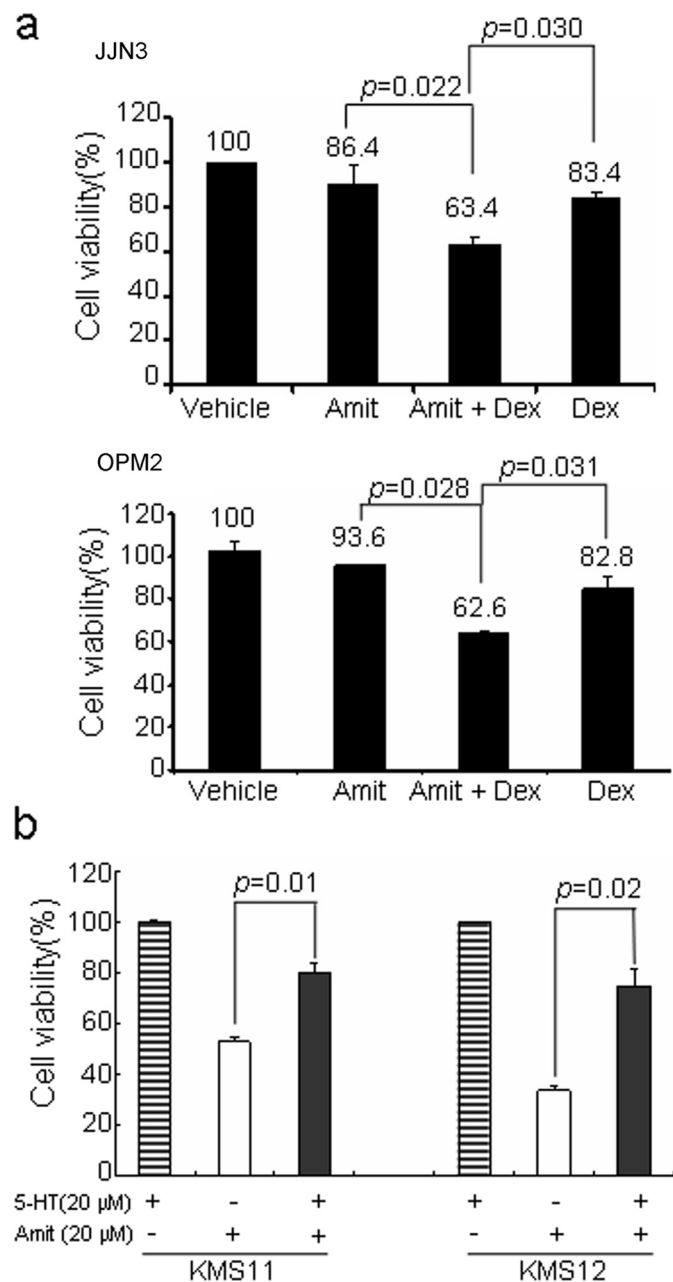 a
JJN3
p=0.030
p=0.022
Cell viability(%)
120
100
80
60
40
20
0
100
86.4
63.4
83.4
Vehicle Amit Amit + Dex Dex
OPM2
p=0.031
p=0.028
Cell viability(%)
120
100
80
60
40
20
0
100
93.6
62.6
82.8
Vehicle Amit Amit + Dex Dex
b
Cell viability(%)
120
100
80
60
40
20
0
p=0.01
p=0.02
5-HT(20 µM) + - + + - +
Amit (20 µM) - + + - + +
KMS11 KMS12